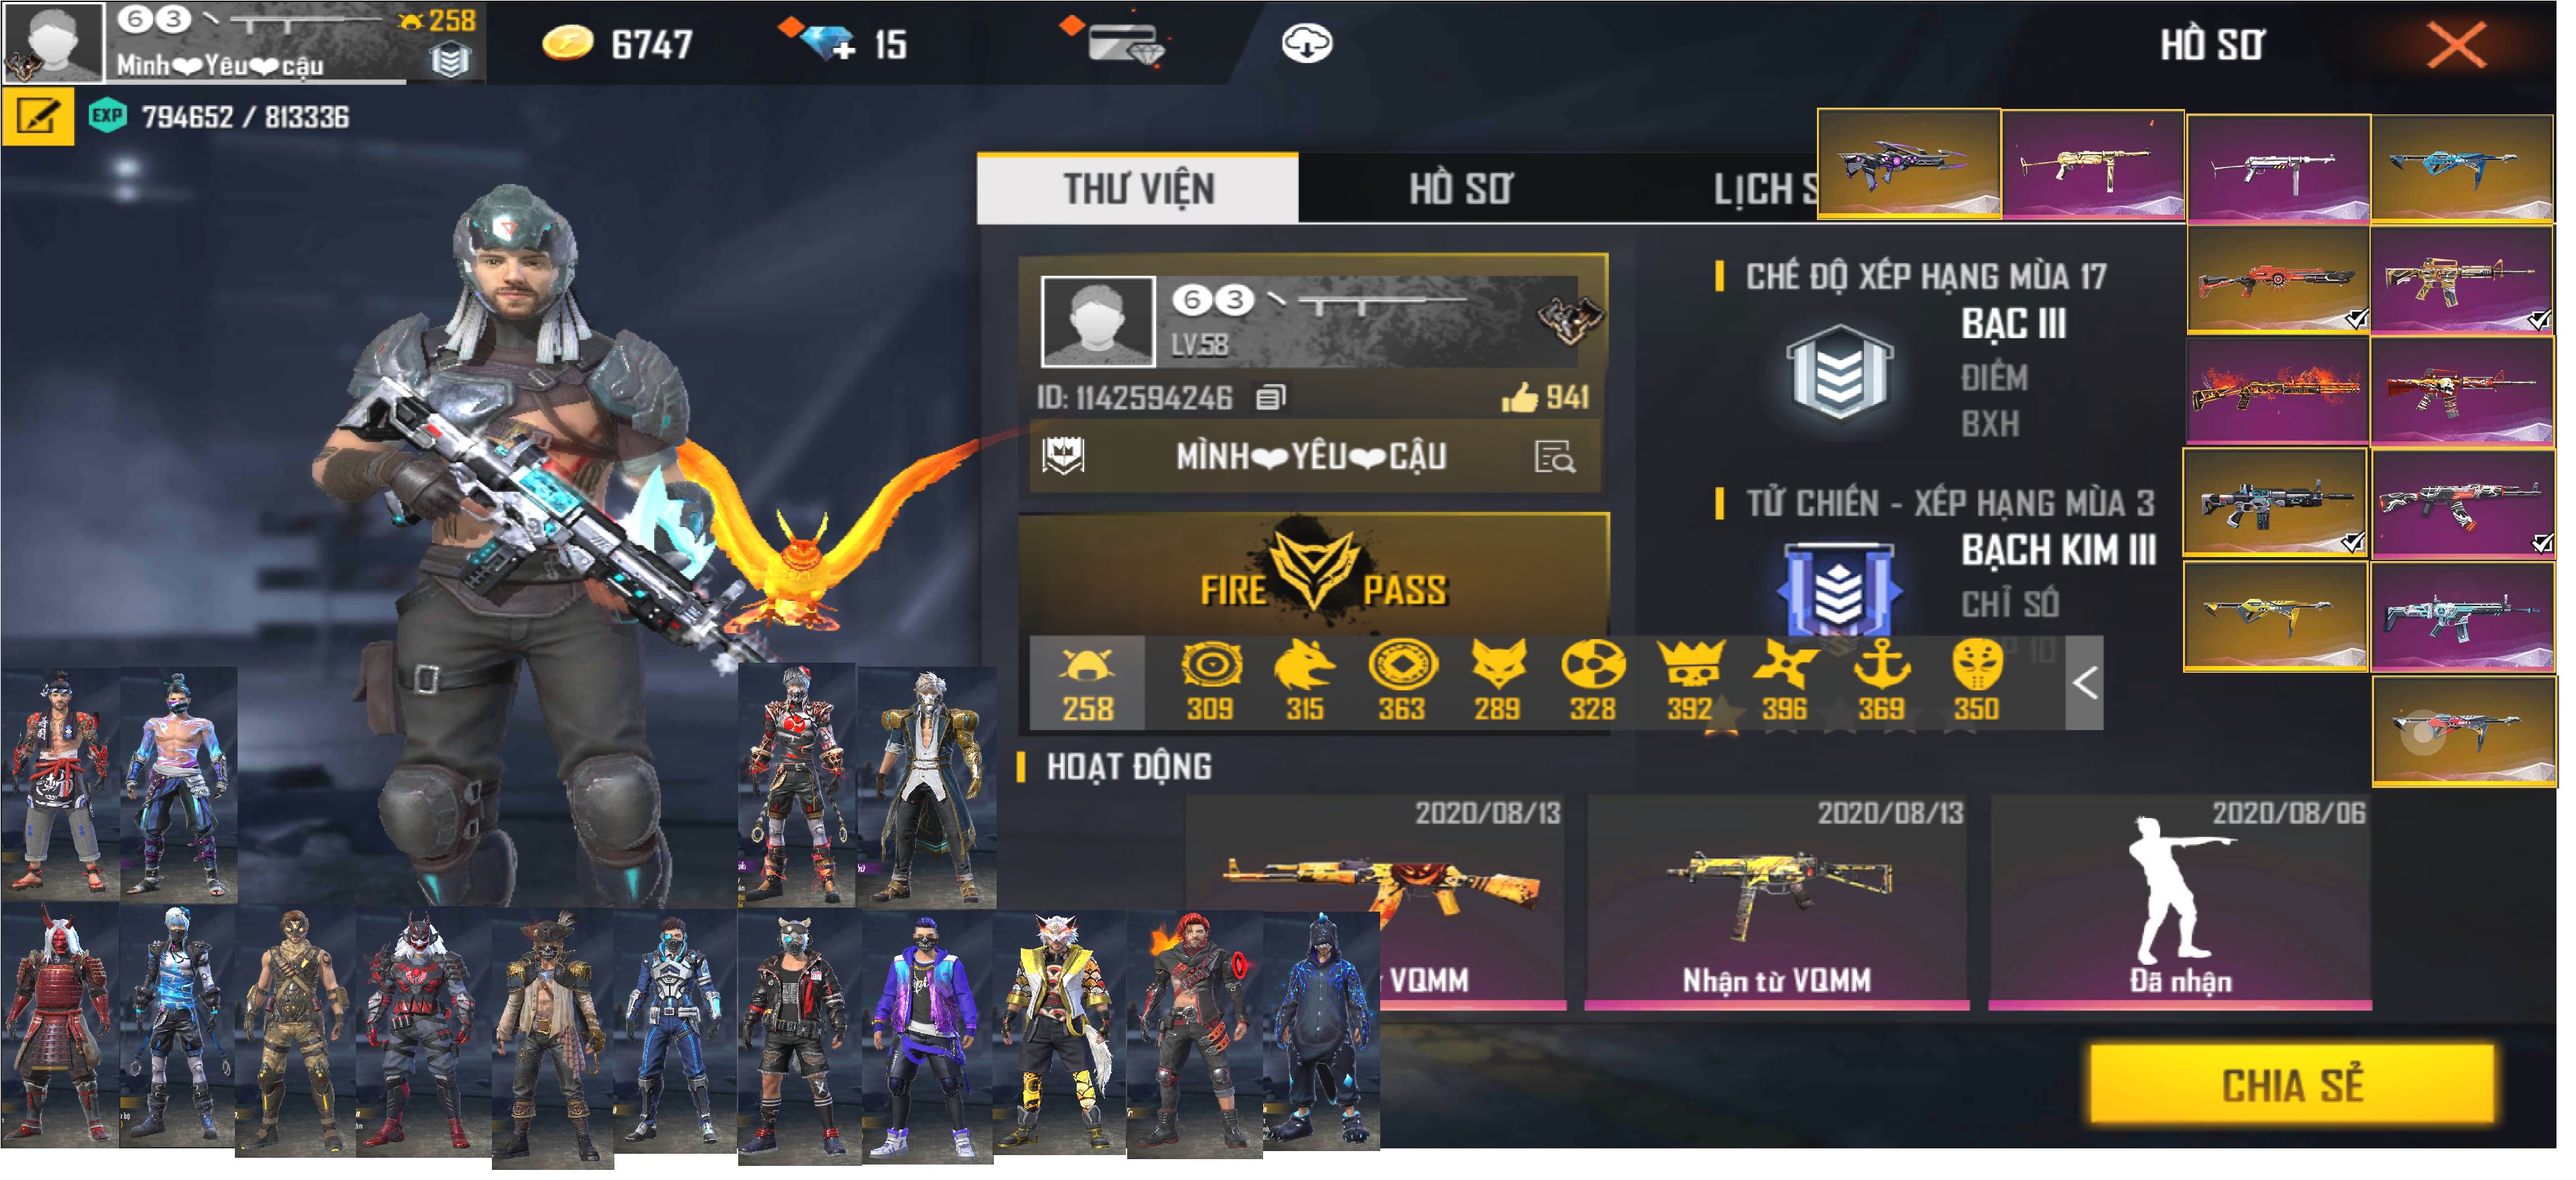 63 258
Mình❤Yêu❤cậu
6747
15
HỒ SƠ
EXP 794652 / 813336
THƯ VIỆN
HỒ SƠ
LỊCH S
63
LV.58
ID: 1142594246
941
MÌNH❤YÊU❤CẬU
FIRE PASS
258 309 315 363 289 328 392 396 369 350
CHẾ ĐỘ XẾP HẠNG MÙA 17
BẠC III
ĐIỂM
BXH
TỬ CHIẾN - XẾP HẠNG MÙA 3
BẠCH KIM III
CHỈ SỐ
10
HOẠT ĐỘNG
2020/08/13
VQMM
2020/08/13
Nhận từ VQMM
2020/08/06
Đã nhận
CHIA SẺ